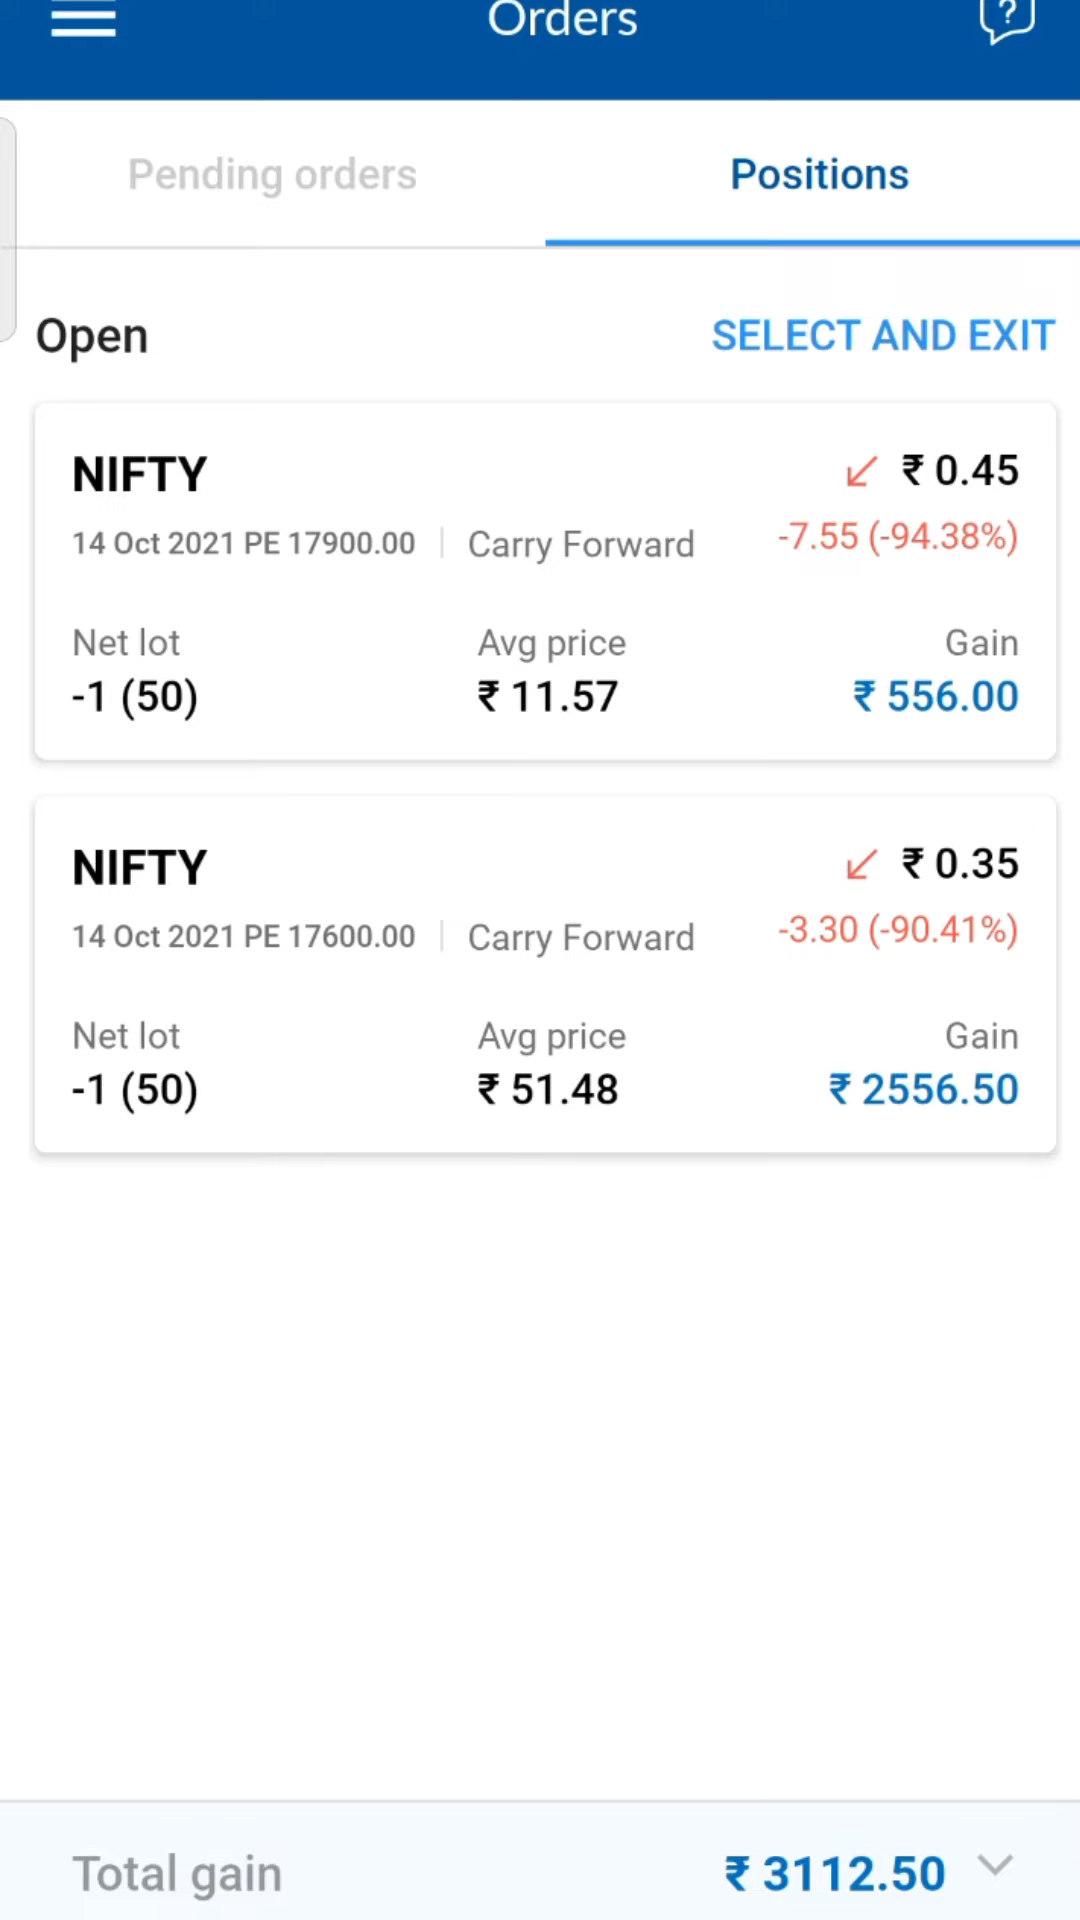 Orders
Pending orders Positions
Open SELECT AND EXIT
NIFTY ₹ 0.45
14 Oct 2021 PE 17900.00 Carry Forward -7.55 (-94.38%)
Net lot Avg price Gain
-1 (50) ₹ 11.57 ₹ 556.00
NIFTY ₹ 0.35
14 Oct 2021 PE 17600.00 Carry Forward -3.30 (-90.41%)
Net lot Avg price Gain
-1 (50) ₹ 51.48 ₹ 2556.50
Total gain ₹ 3112.50